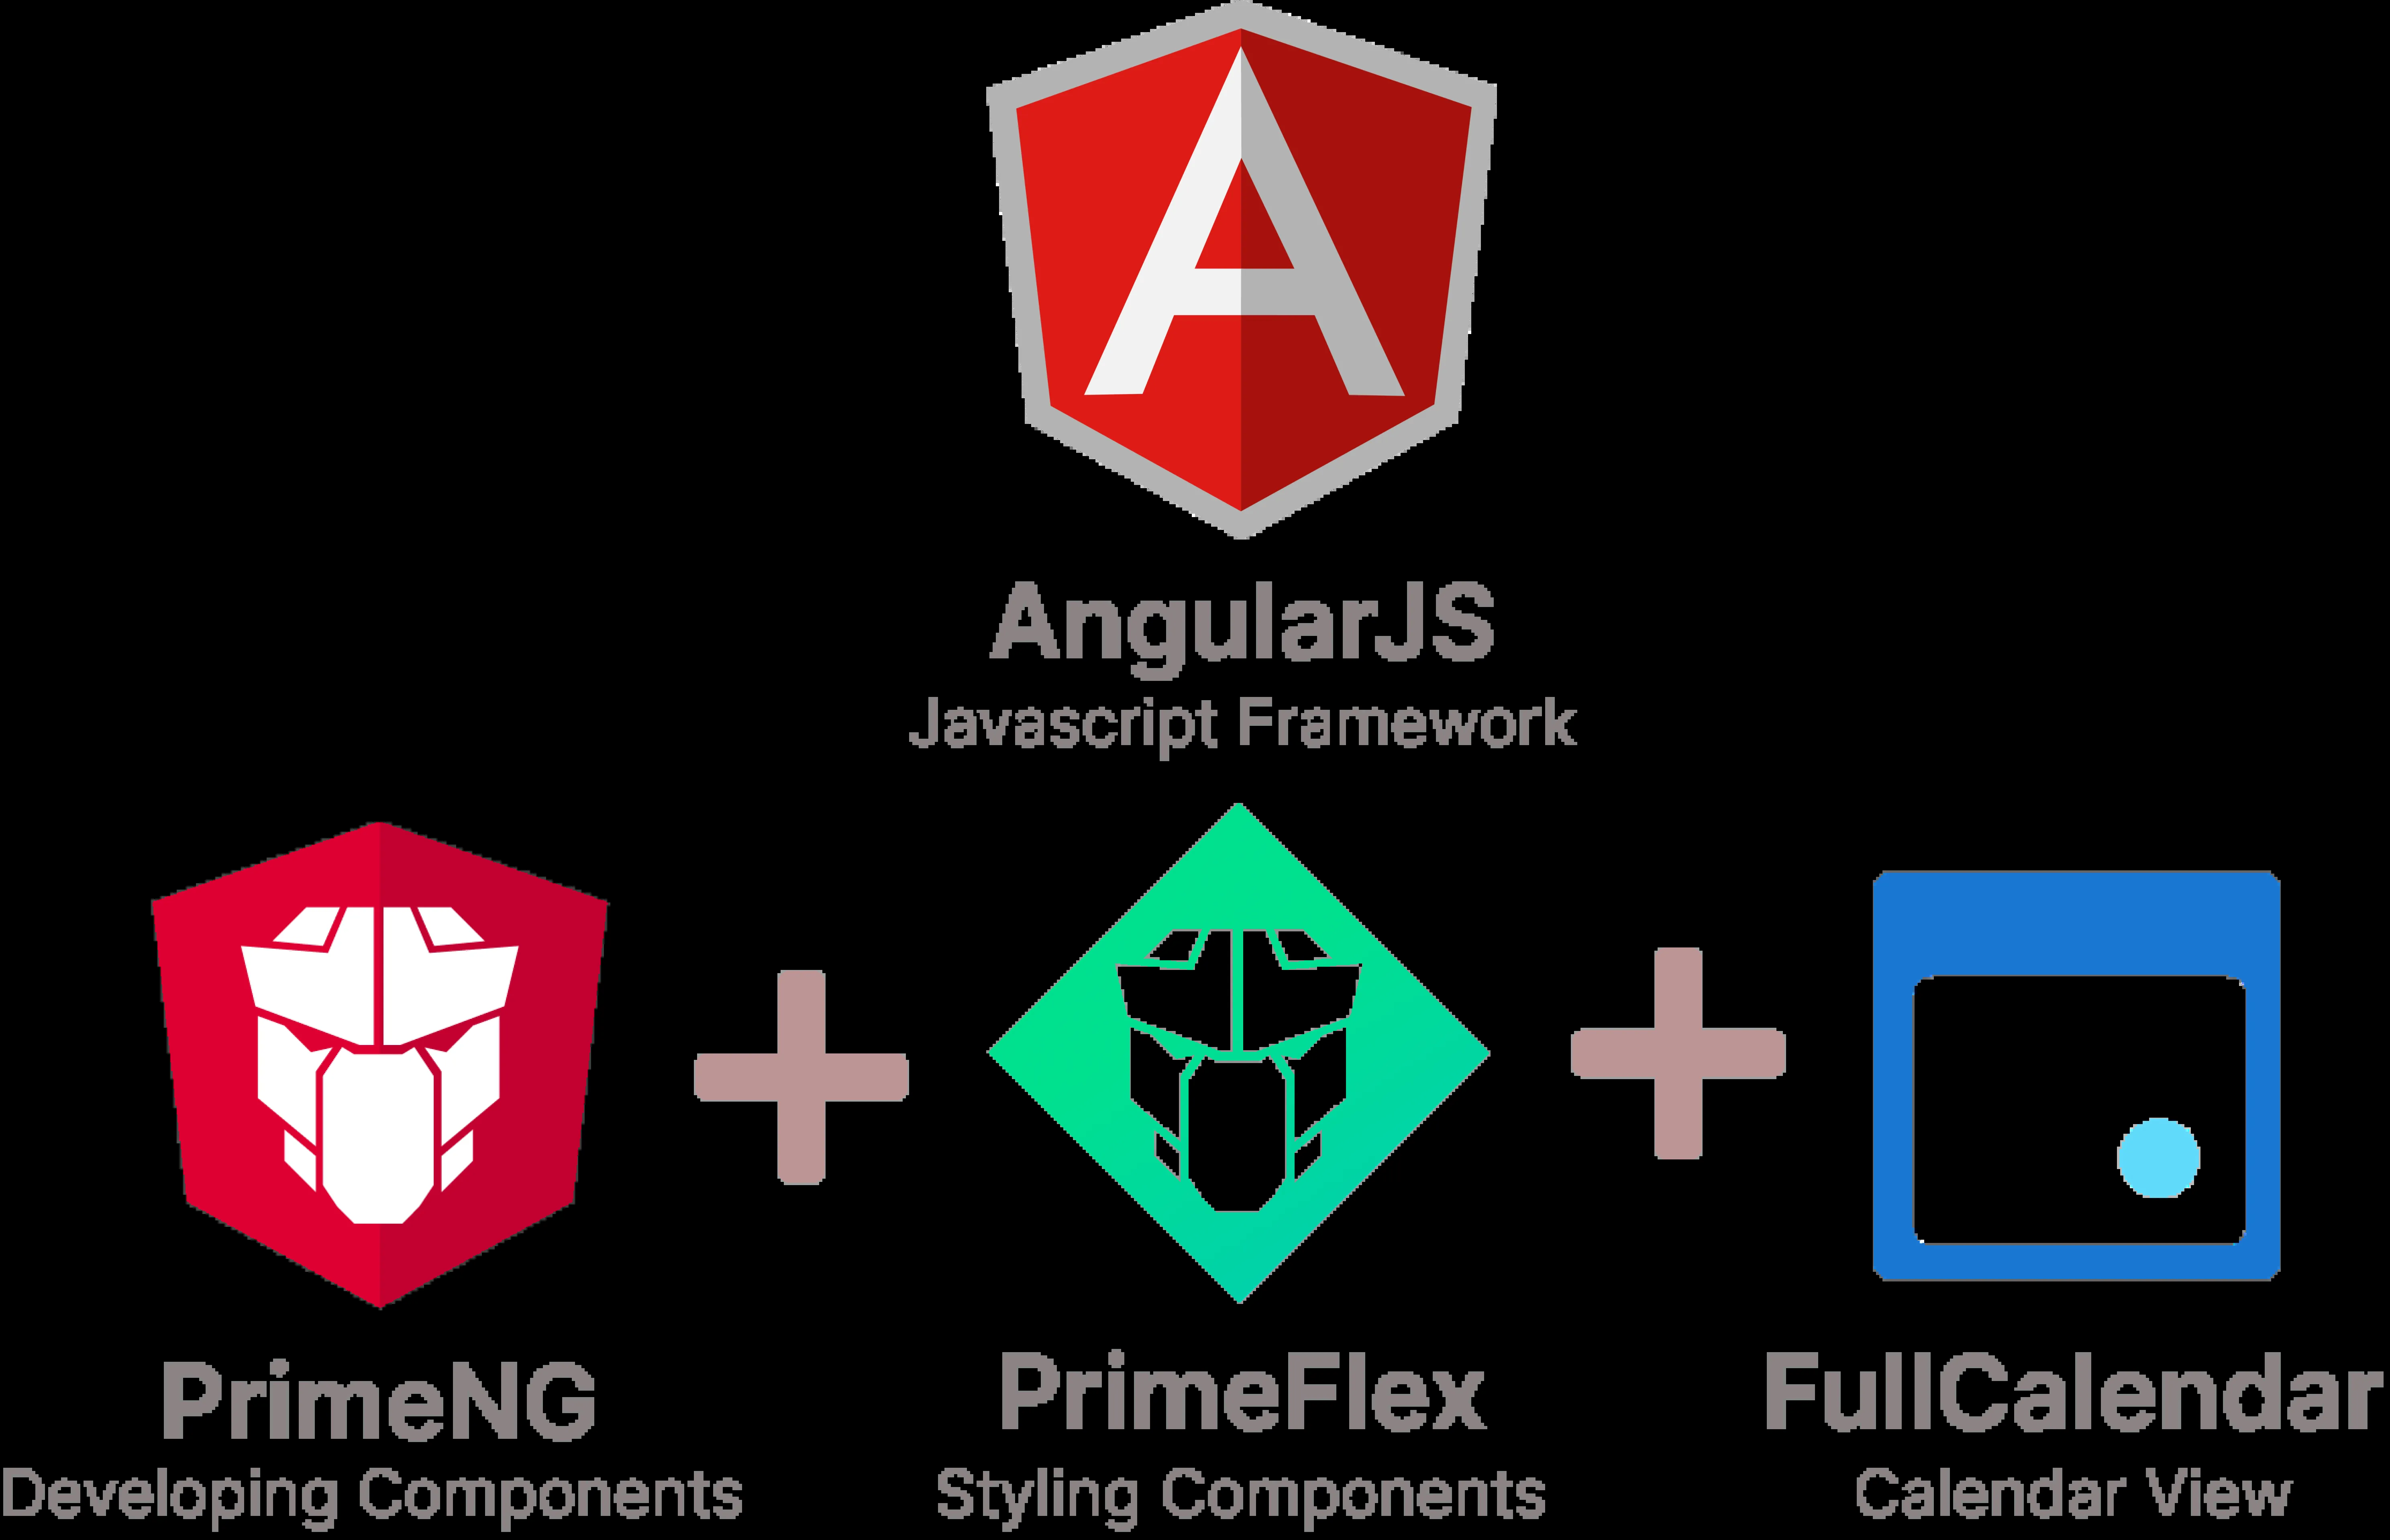 AngularJS
Javascript Framework
PrimeNG
Developing Components
PrimeFlex
Styling Components
FullCalendar
Calendar View